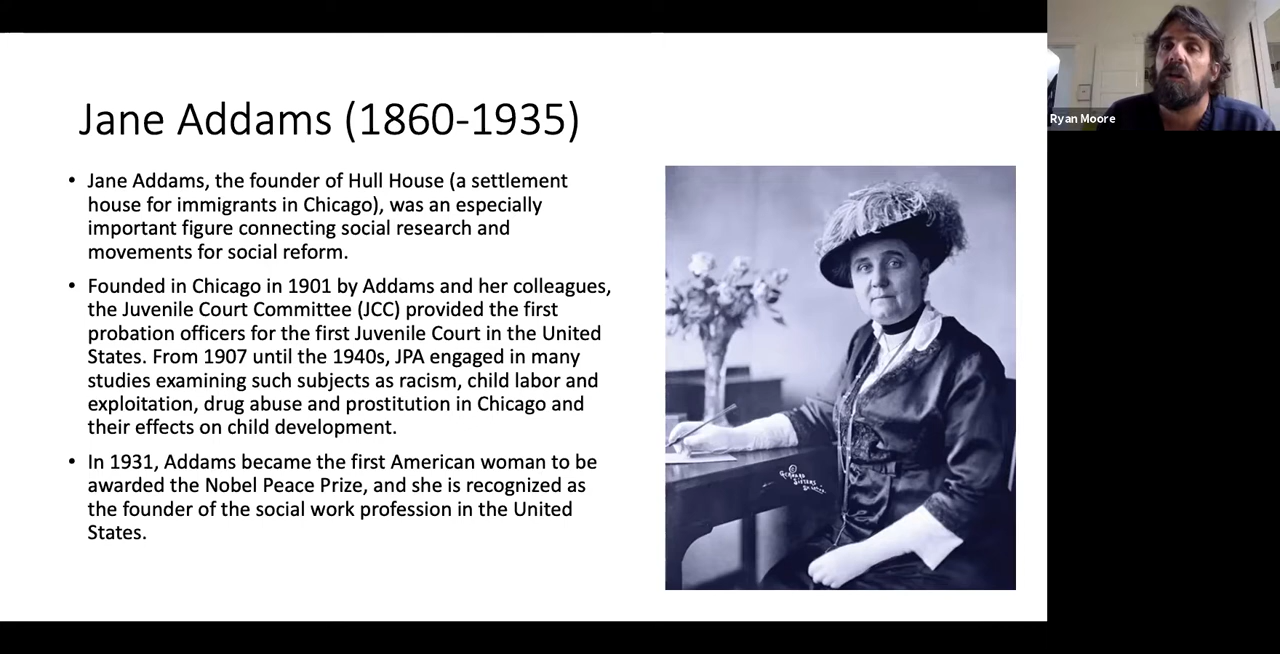 Jane Addams (1860-1935)
• Jane Addams, the founder of Hull House (a settlement
house for immigrants in Chicago), was an especially
important figure connecting social research and
movements for social reform.
• Founded in Chicago in 1901 by Addams and her colleagues,
the Juvenile Court Committee (JCC) provided the first
probation officers for the first Juvenile Court in the United
States. From 1907 until the 1940s, JPA engaged in many
studies examining such subjects as racism, child labor and
exploitation, drug abuse and prostitution in Chicago and
their effects on child development.
• In 1931, Addams became the first American woman to be
awarded the Nobel Peace Prize, and she is recognized as
the founder of the social work profession in the United
States.
Ryan Moore
©
GERHARD
SISTERS